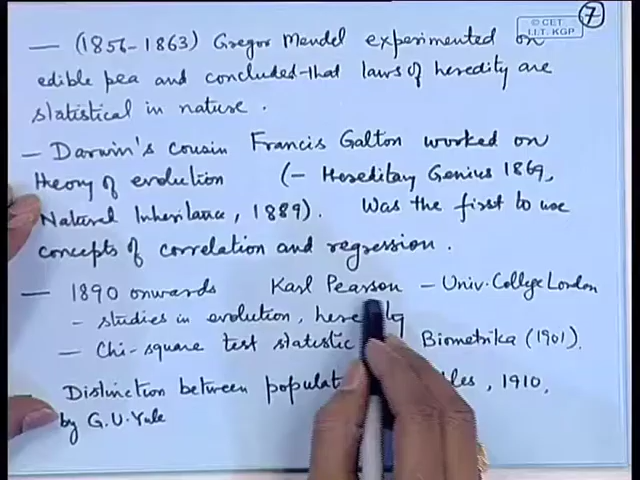 © CET
I.I.T. KGP
7
— (1856-1863) Gregor Mendel experimented on
edible pea and concluded that laws of heredity are
statistical in nature.
— Darwin's cousin Francis Galton worked on
theory of evolution (— Hereditary Genius 1869,
Natural Inheritance, 1889). Was the first to use
concepts of correlation and regression.
— 1890 onwards Karl Pearson — Univ. College London
- studies in evolution,
— Chi-square test statistic Biometrika (1901).
Distinction between , 1910,
by G.U. Yule